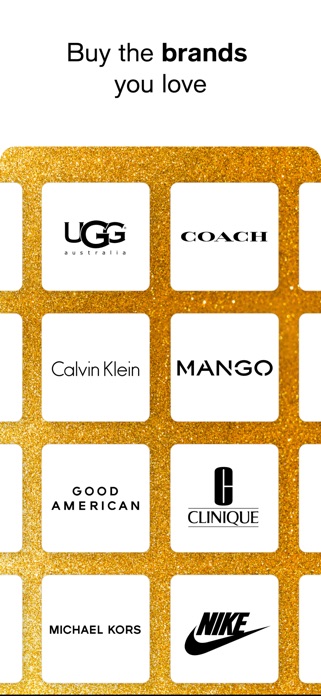 Buy the brands
you love
UGG
australia
COACH
Calvin Klein
MANGO
GOOD
AMERICAN
C
CLINIQUE
MICHAEL KORS
NIKE